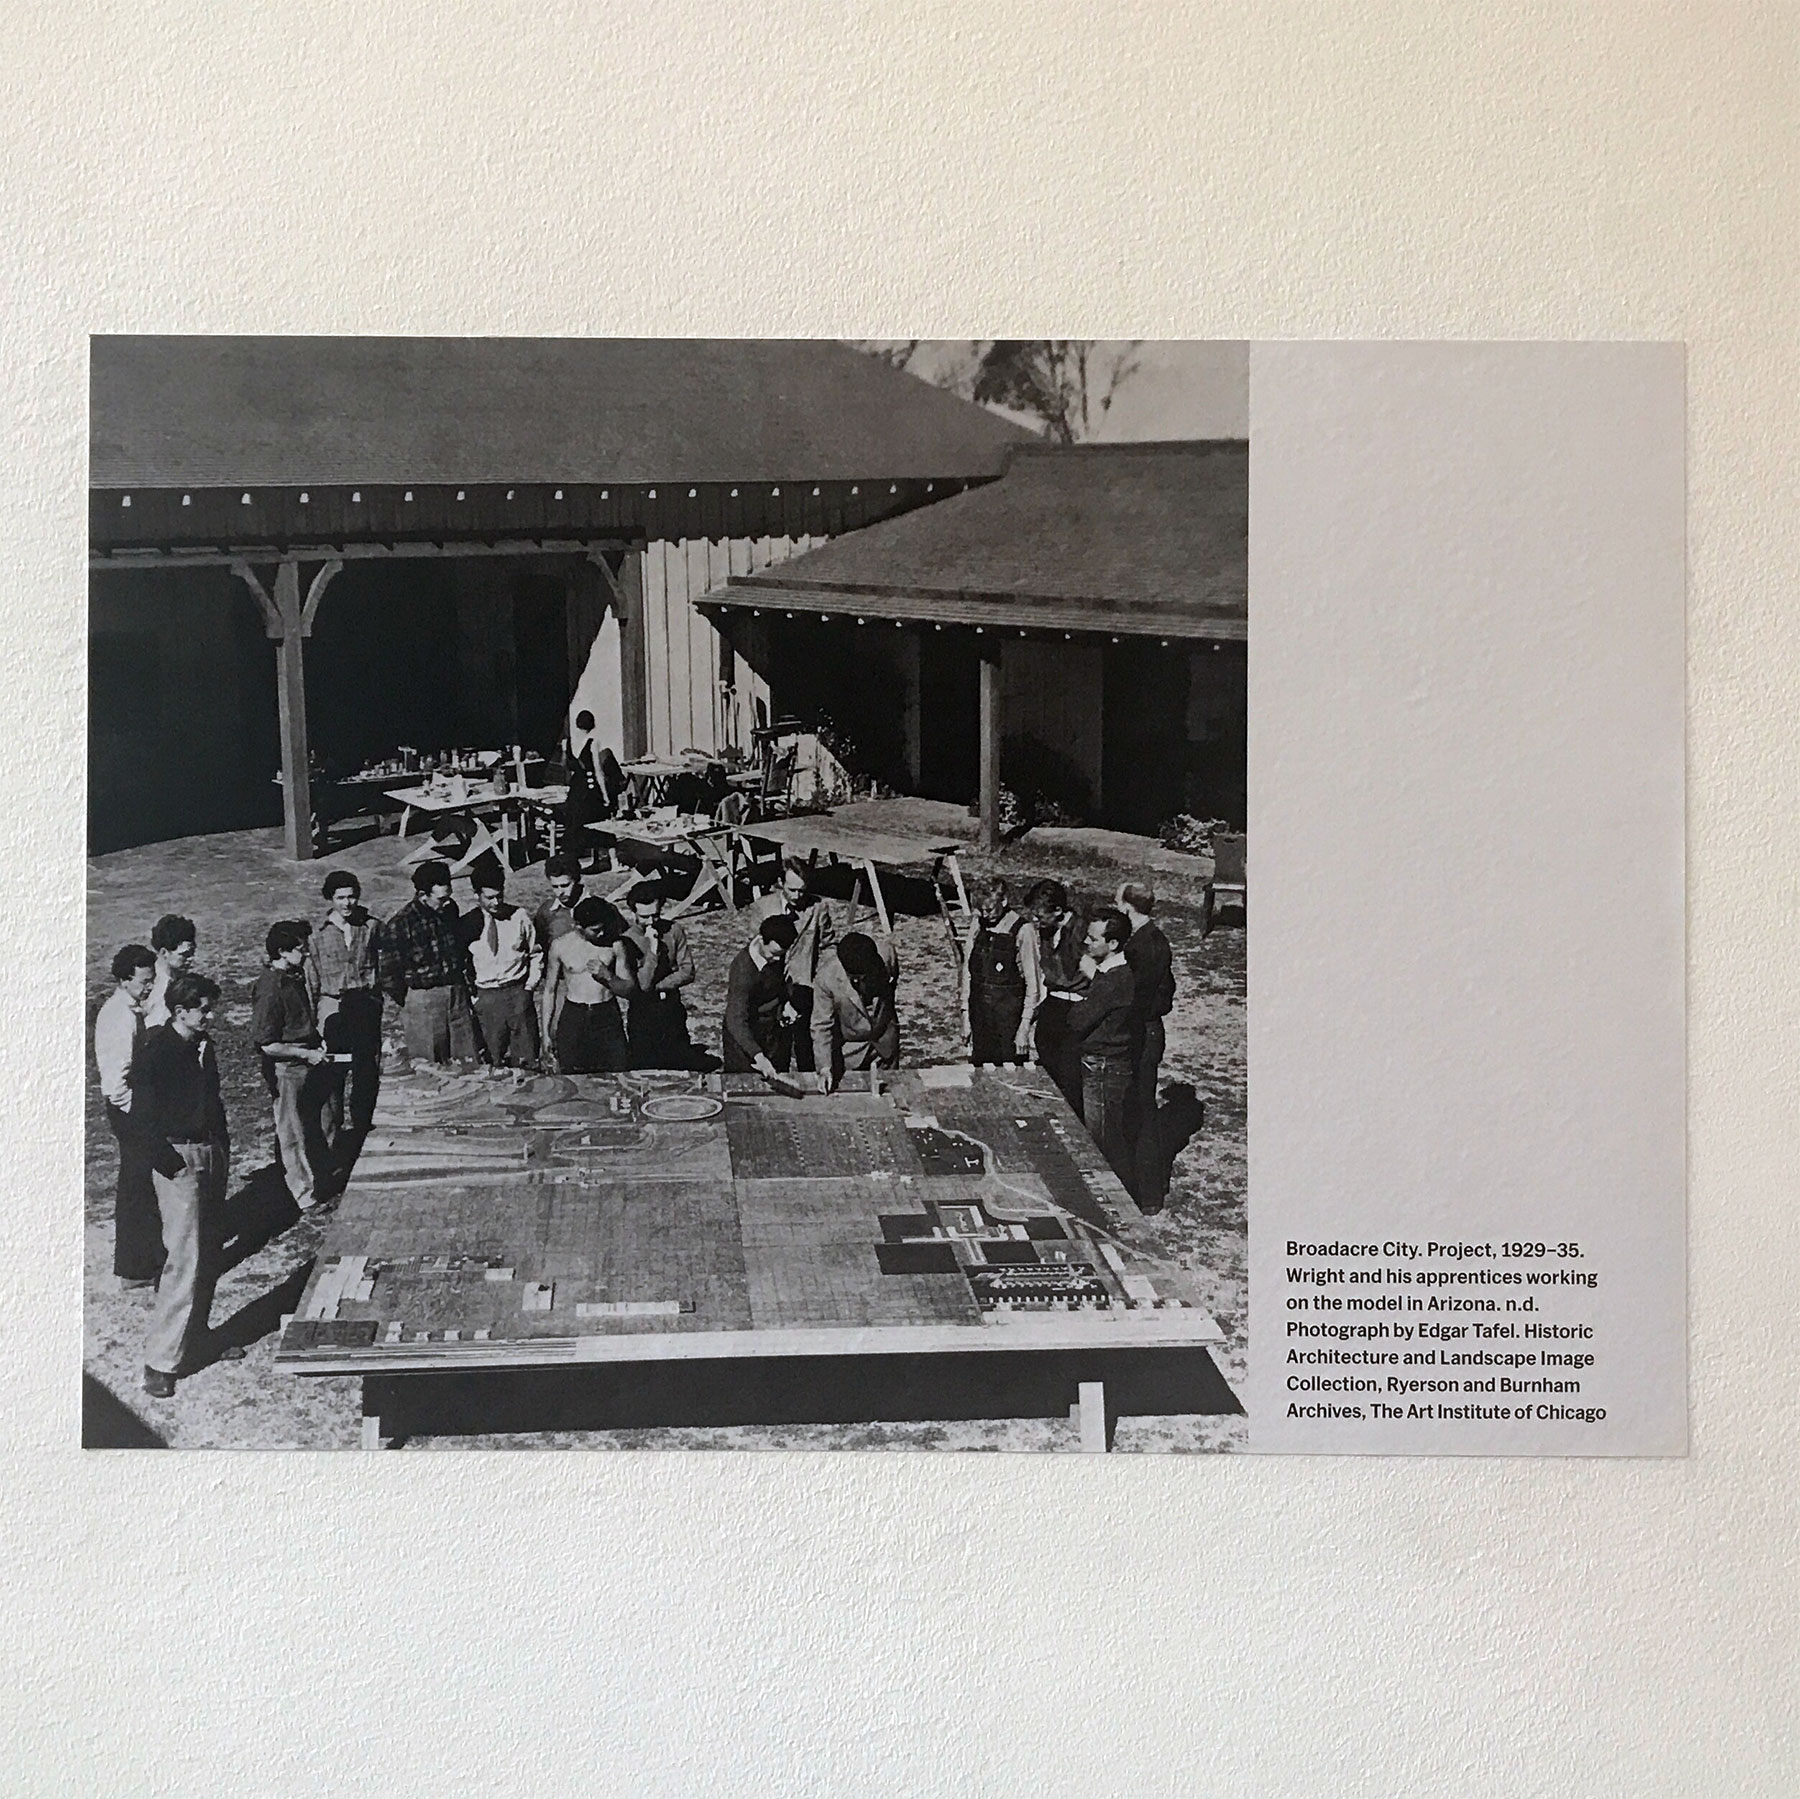 Broadacre City. Project, 1929–35.
Wright and his apprentices working
on the model in Arizona. n.d.
Photograph by Edgar Tafel. Historic
Architecture and Landscape Image
Collection, Ryerson and Burnham
Archives, The Art Institute of Chicago